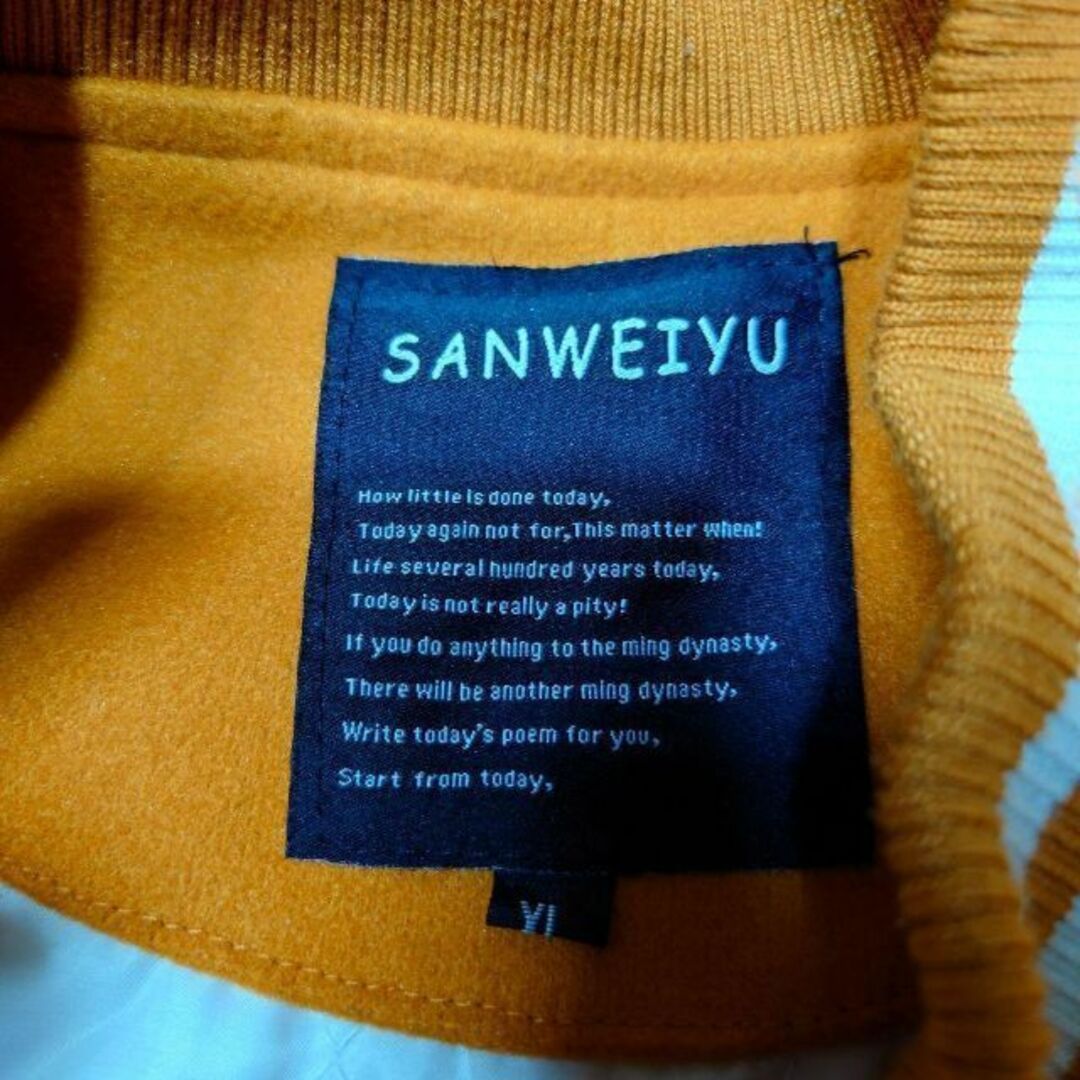 SANWEIYU
How little is done today,
Today again not for,This matter when!
Life several hundred years today,
Today is not really a pity!
If you do anything to the ming dynasty,
There will be another ming dynasty,
Write today's poem for you,
Start from today,